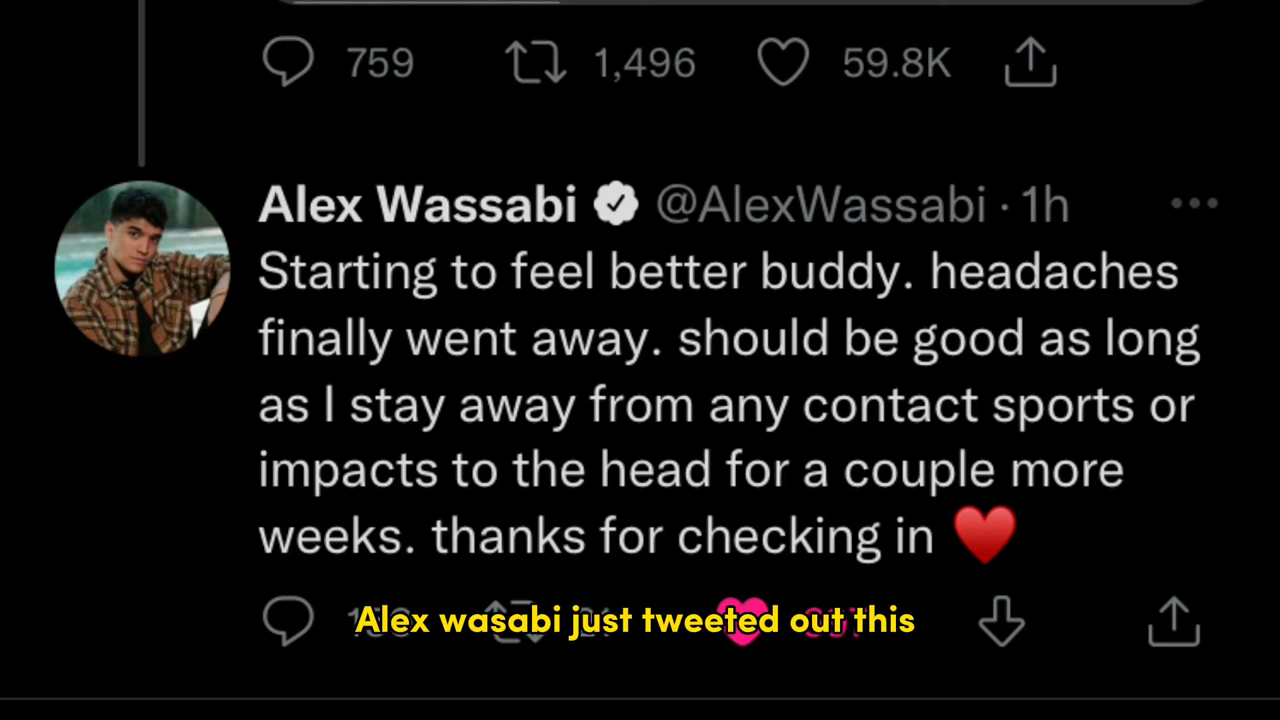 759 1,496 59.8K
Alex Wassabi @AlexWassabi · 1h
Starting to feel better buddy. headaches
finally went away. should be good as long
as I stay away from any contact sports or
impacts to the head for a couple more
weeks. thanks for checking in ♥️
Alex wasabi just tweeted out this